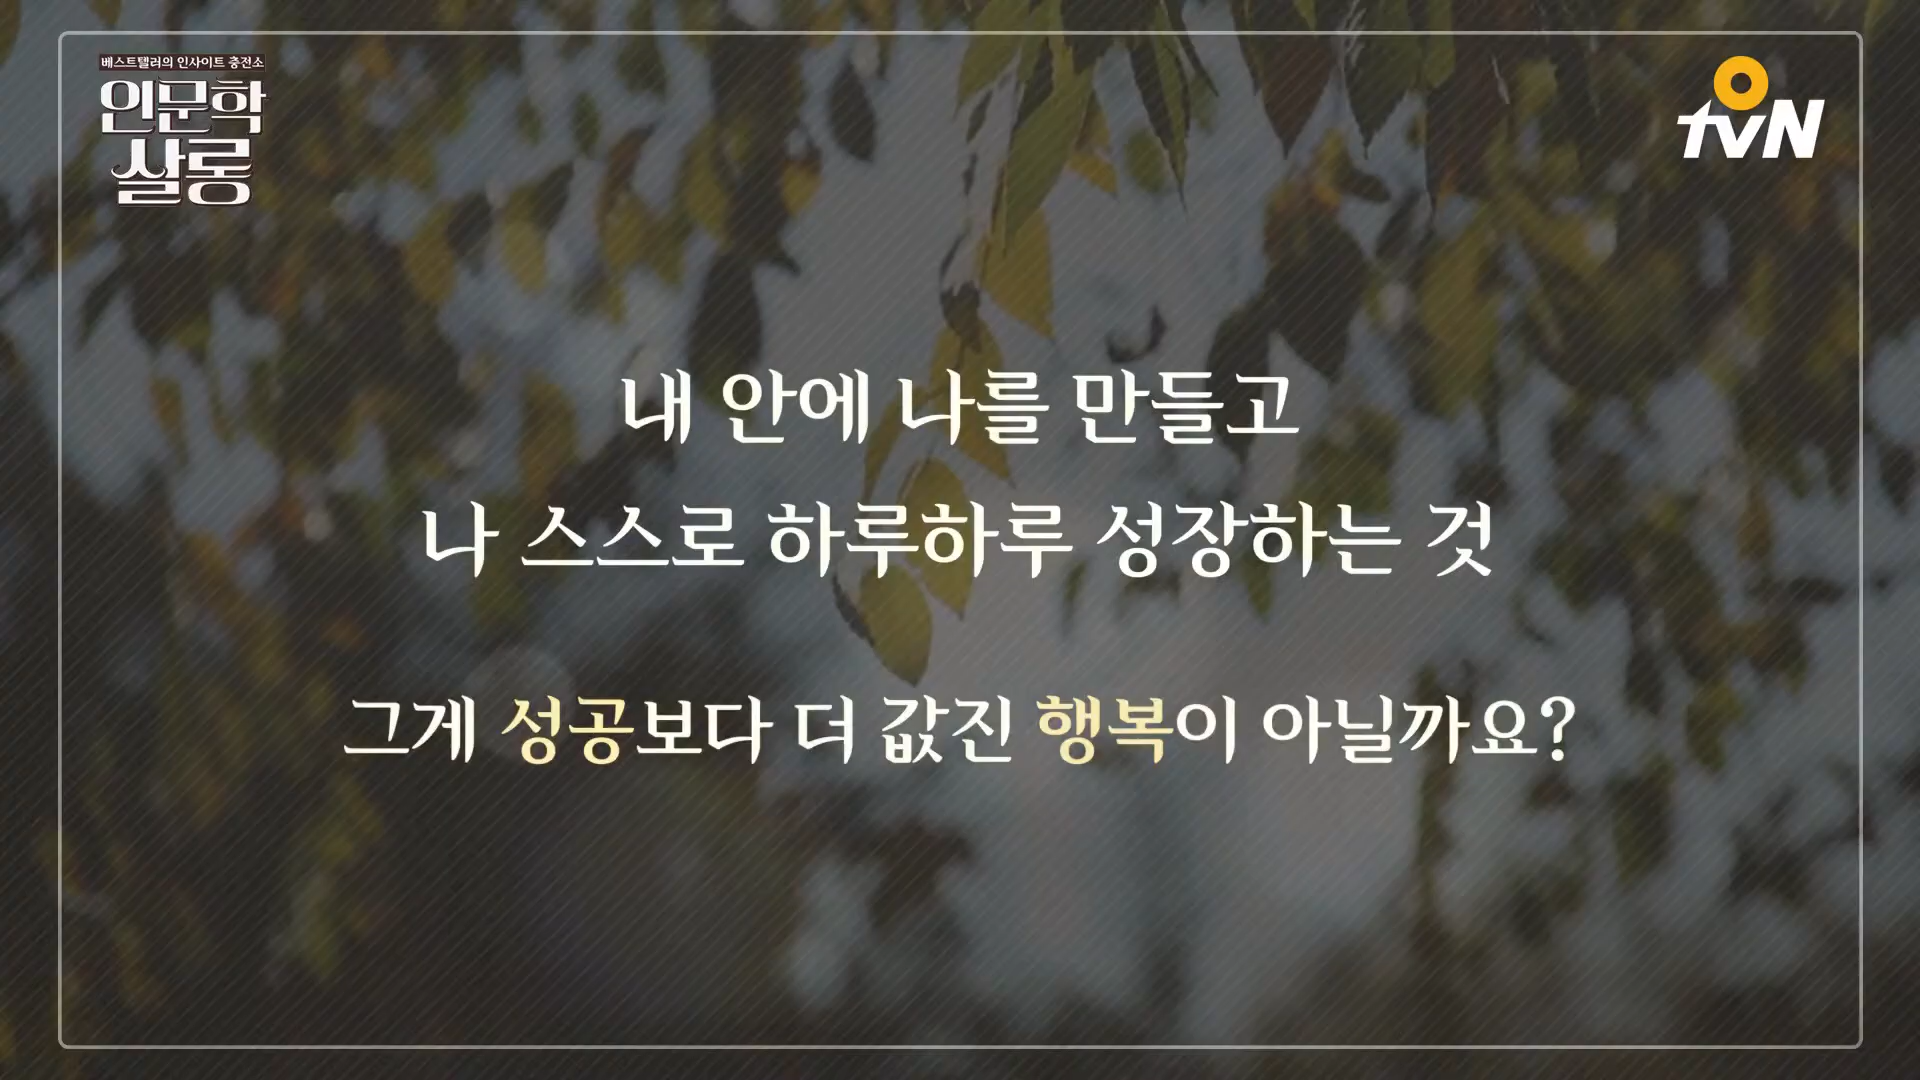 베스트텔러의 인사이트 충전소
인문학
살롱
tvN
내 안에 나를 만들고
나 스스로 하루하루 성장하는 것
그게 성공보다 더 값진 행복이 아닐까요?